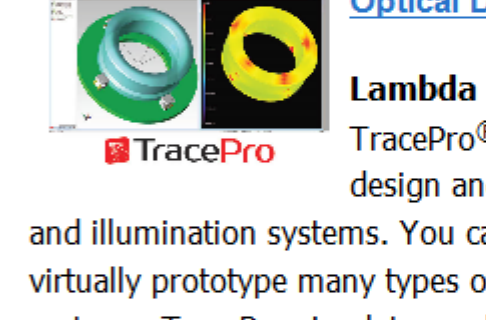 Optical D
Lambda
TracePro®
TracePro
design an
and illumination systems. You ca
virtually prototype many types o